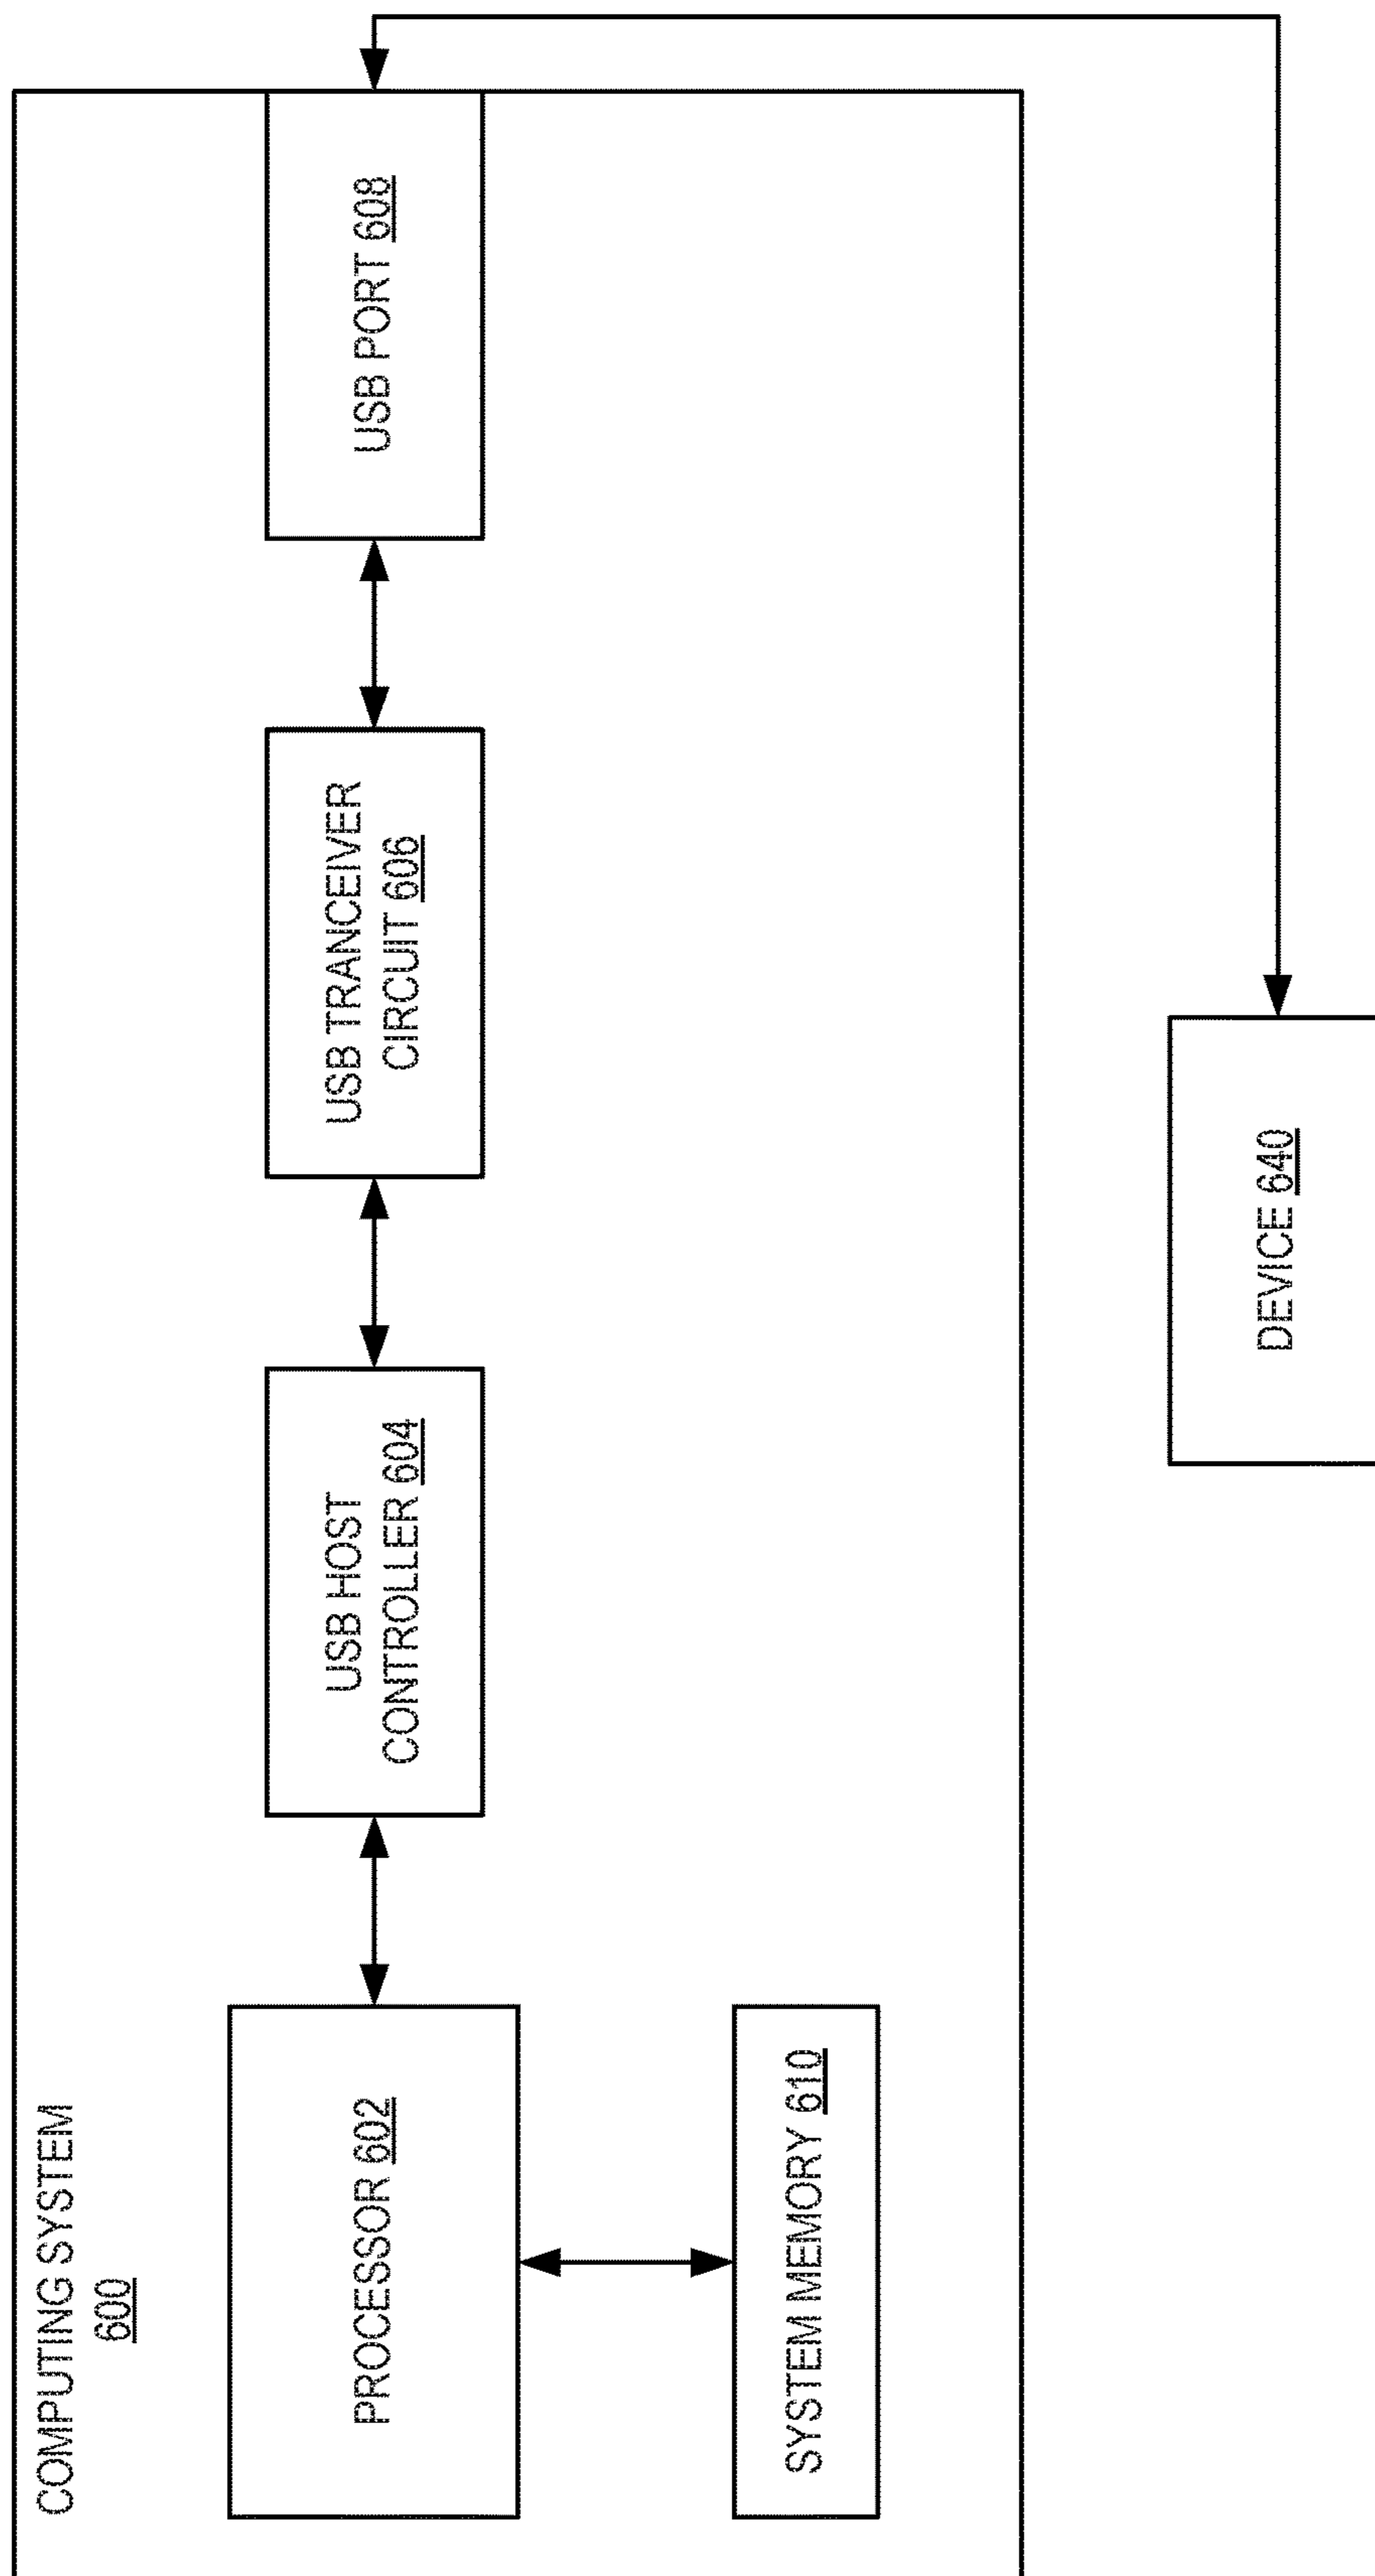 COMPUTING SYSTEM
600
PROCESSOR 602
USB HOST
CONTROLLER 604
USB TRANCEIVER
CIRCUIT 606
USB PORT 608
SYSTEM MEMORY 610
DEVICE 640